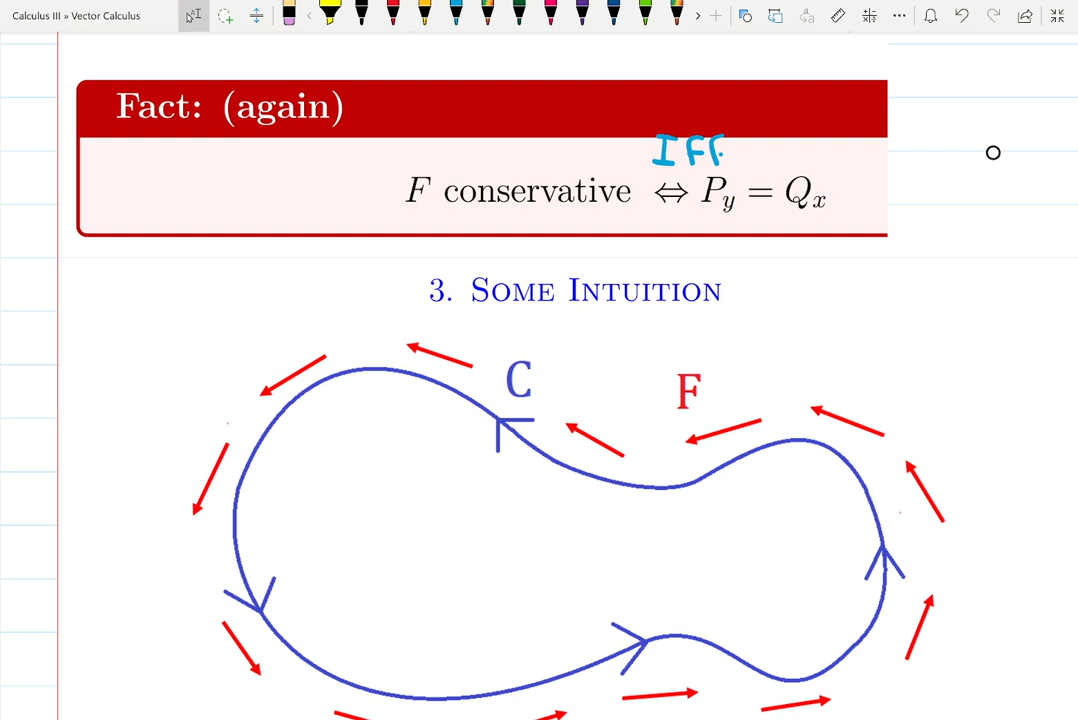 Calculus III » Vector Calculus
Fact: (again)
IFF.
F conservative ⇔ P_y = Q_x
3. SOME INTUITION
C
F